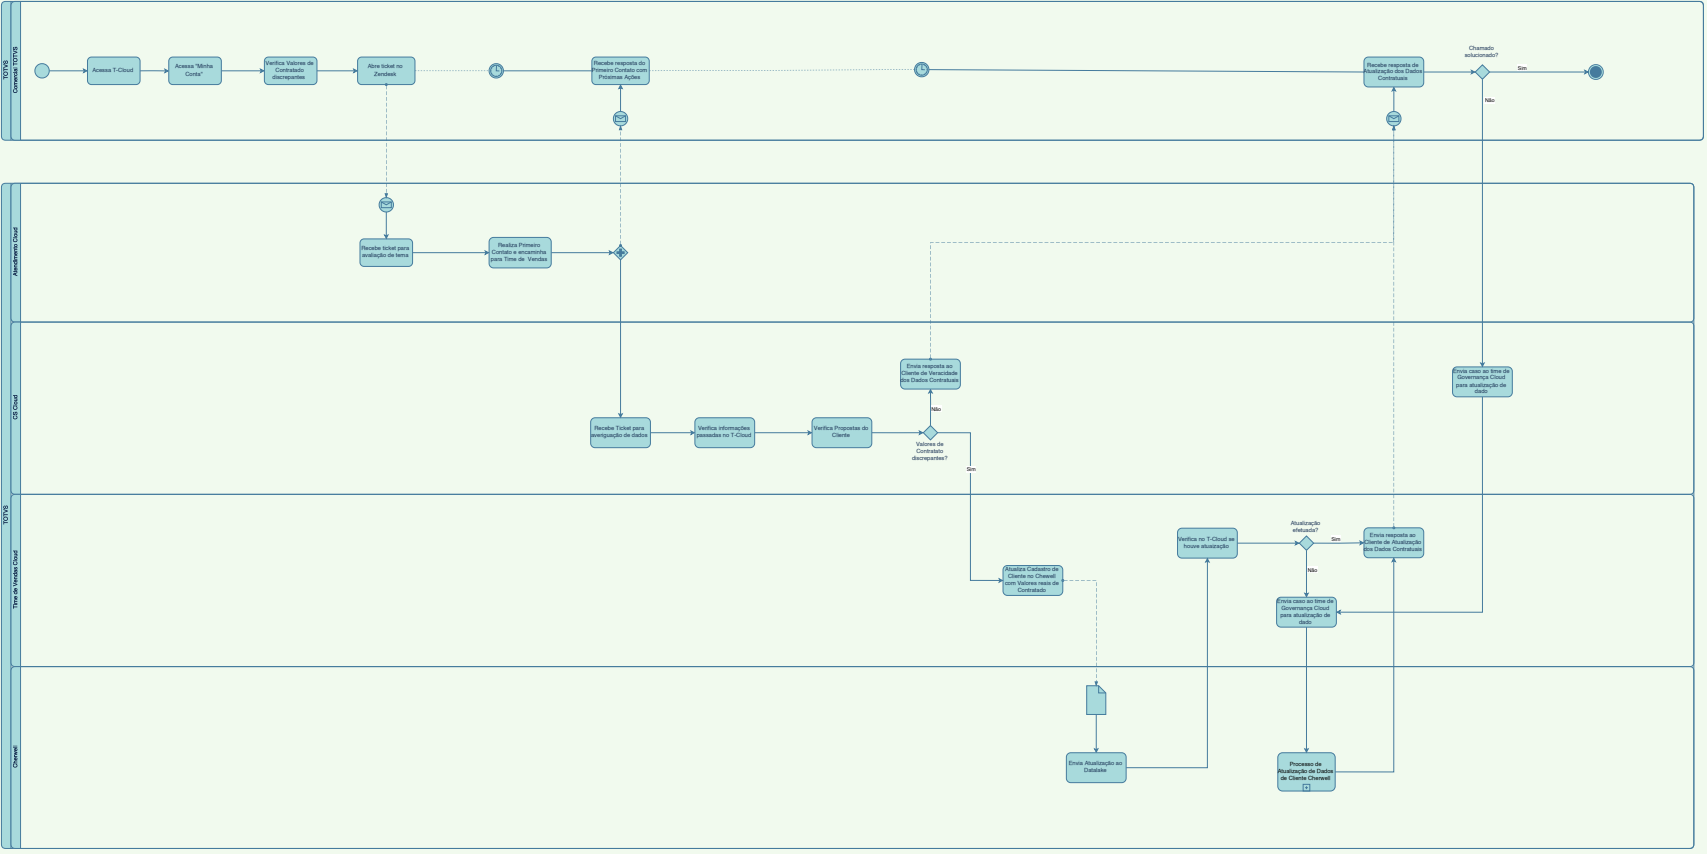 TOTVS
Comercial TOTVS
Acessa T-Cloud
Acessa "Minha
Conta"
Verifica Valores de
Contratado
discrepantes
Abre ticket no
Zendesk
Recebe resposta do
Primeiro Contato com
Próximas Ações
Recebe resposta de
Atualização dos Dados
Contratuais
Chamado
solucionado?
Sim
Não
TOTVS
Atendimento Cloud
Recebe ticket para
avaliação de tema
Realiza Primeiro
Contato e encaminha
para Time de Vendas
CS Cloud
Recebe Ticket para
averiguação de dados
Verifica informações
passadas no T-Cloud
Verifica Propostas do
Cliente
Envia resposta ao
Cliente de Veracidade
dos Dados Contratuais
Não
Valores de
Contratato
discrepantes?
Sim
Envia caso ao time de
Governança Cloud
para atualização de
dado
Time de Vendas Cloud
Atualiza Cadastro de
Cliente no Chewell
com Valores reais de
Contratado
Verifica no T-Cloud se
houve atuaização
Atualização
efetuada?
Sim
Não
Envia resposta ao
Cliente de Atualização
dos Dados Contratuais
Envia caso ao time de
Governança Cloud
para atualização de
dado
Cherwell
Envia Atualização ao
Datalake
Processo de
Atualização de Dados
de Cliente Cherwell